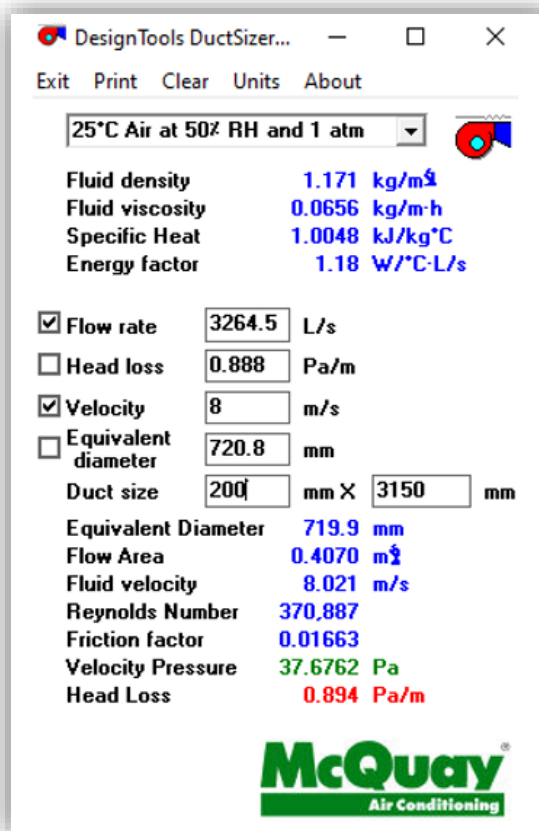 DesignTools DuctSizer...
Exit Print Clear Units About
25°C Air at 50% RH and 1 atm
Fluid density 1.171 kg/m³
Fluid viscosity 0.0656 kg/m·h
Specific Heat 1.0048 kJ/kg°C
Energy factor 1.18 W/°C·L/s
Flow rate 3264.5 L/s
Head loss 0.888 Pa/m
Velocity 8 m/s
Equivalent diameter 720.8 mm
Duct size 200 mm X 3150 mm
Equivalent Diameter 719.9 mm
Flow Area 0.4070 m²
Fluid velocity 8.021 m/s
Reynolds Number 370,887
Friction factor 0.01663
Velocity Pressure 37.6762 Pa
Head Loss 0.894 Pa/m
McQuay®
Air Conditioning